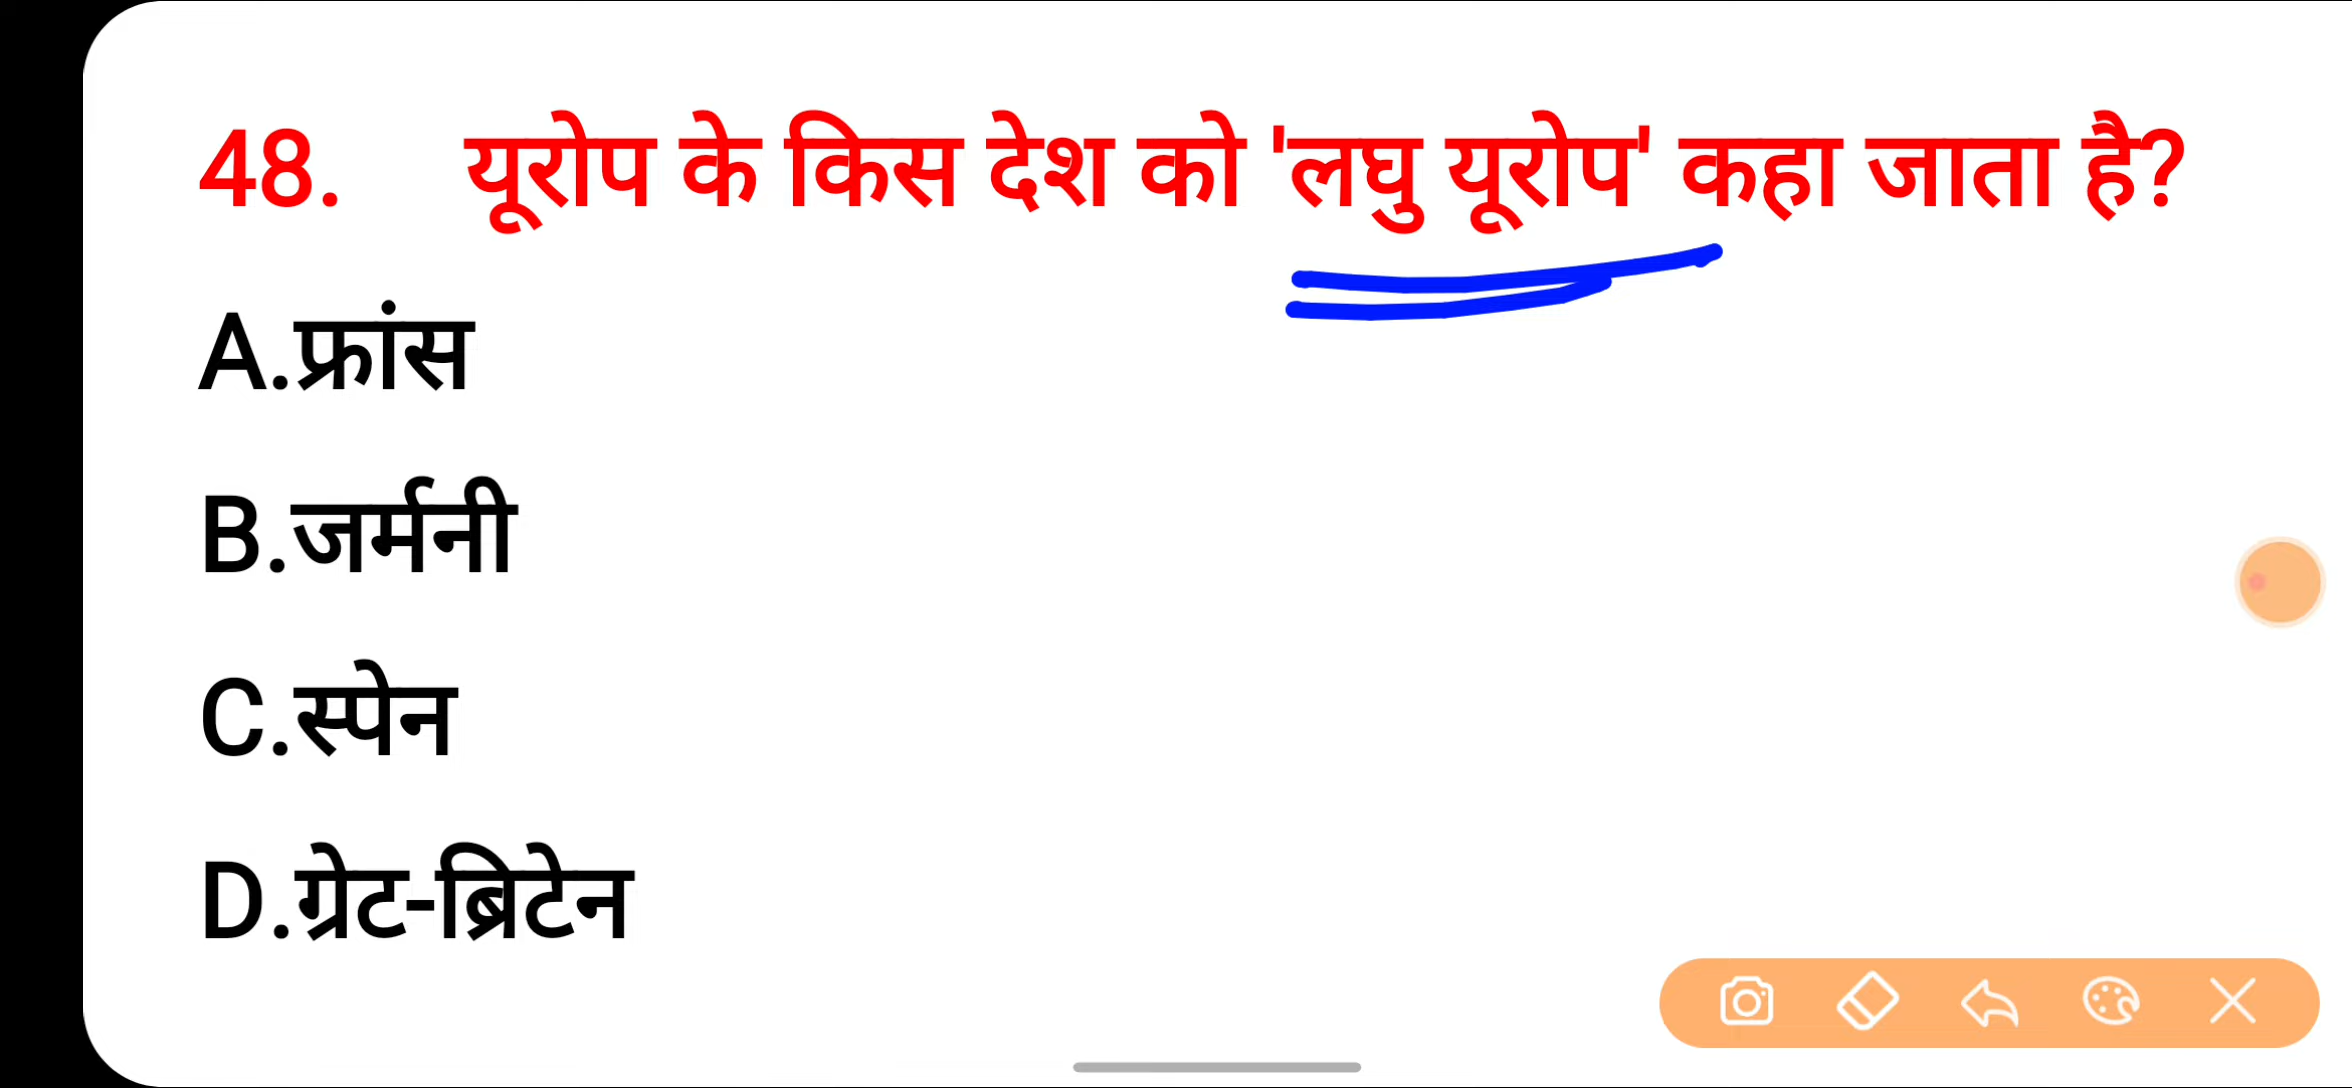 48. यूरोप के किस देश को 'लघु यूरोप' कहा जाता है?
A.फ्रांस
B.जर्मनी
C.स्पेन
D.ग्रेट-ब्रिटेन